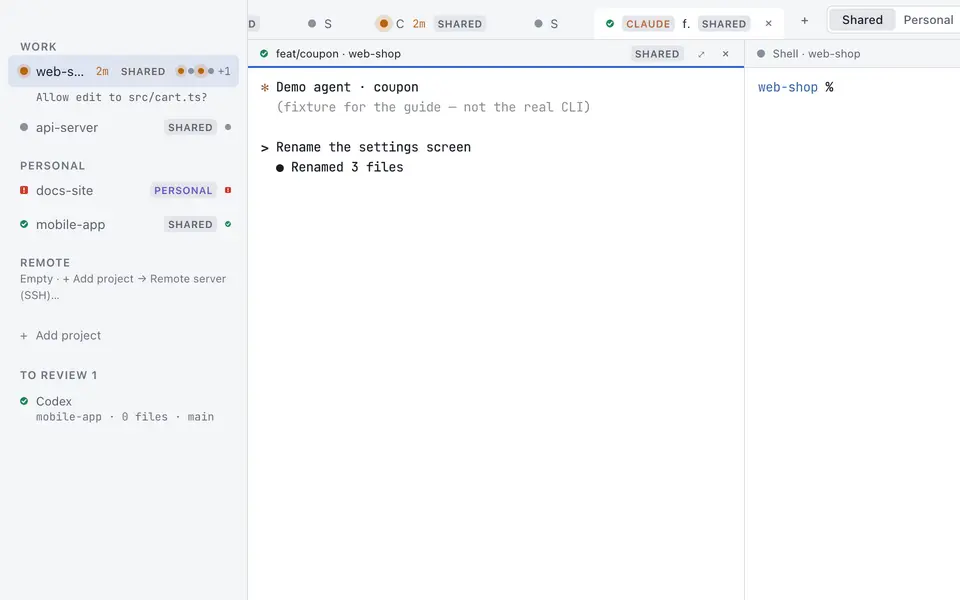 WORK
web-s... 2m SHARED +1
Allow edit to src/cart.ts?
api-server SHARED
PERSONAL
docs-site PERSONAL
mobile-app SHARED
REMOTE
Empty · + Add project → Remote server
(SSH)...
+ Add project
TO REVIEW 1
Codex
mobile-app · 0 files · main
D S C 2m SHARED S CLAUDE f. SHARED × + Shared Personal
feat/coupon · web-shop SHARED ⤢ ×
* Demo agent · coupon
(fixture for the guide — not the real CLI)
> Rename the settings screen
● Renamed 3 files
Shell · web-shop
web-shop %